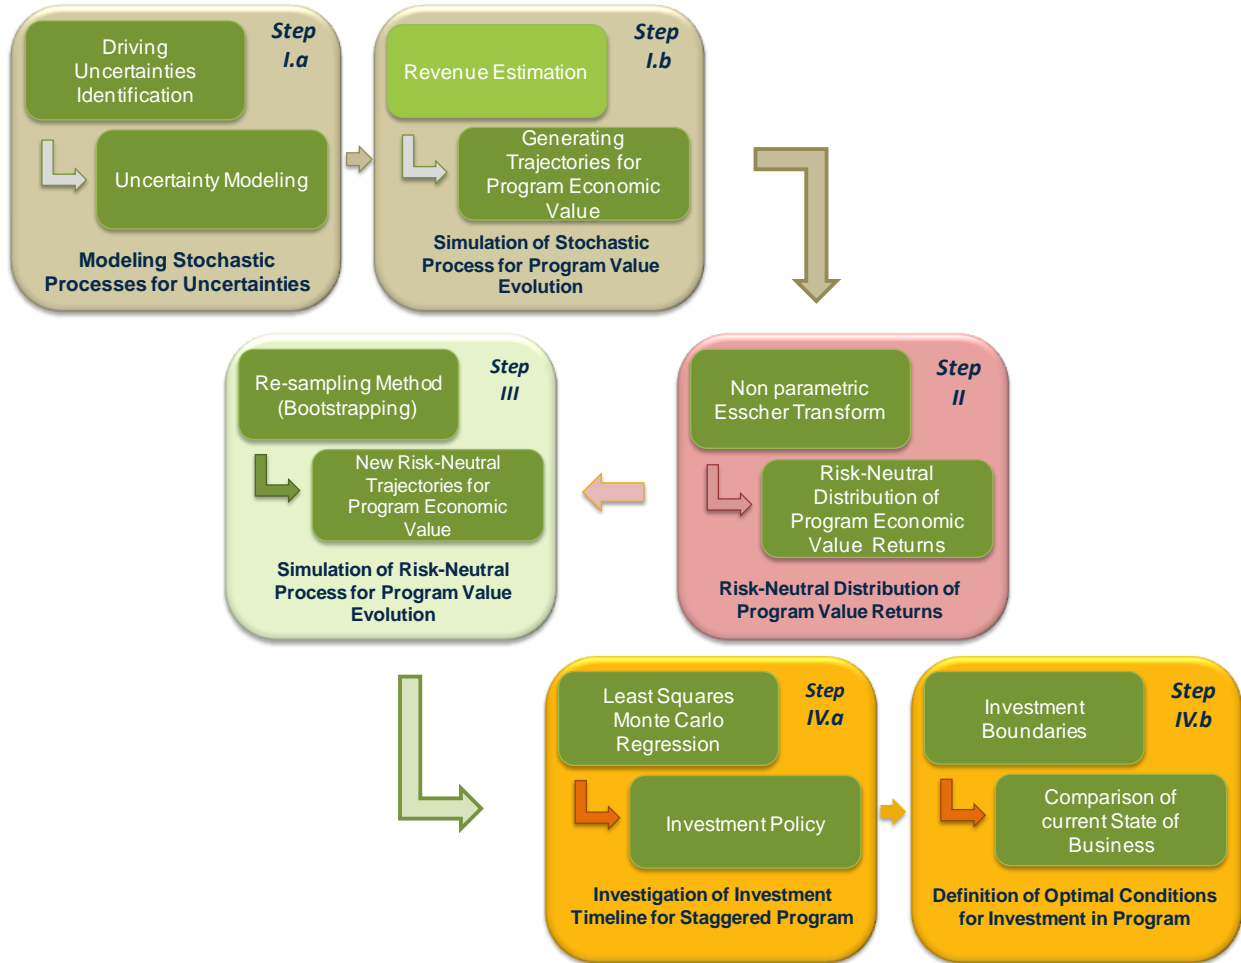 Driving
Uncertainties
Identification
Step
I.a
Uncertainty Modeling
Modeling Stochastic
Processes for Uncertainties
Revenue Estimation
Step
I.b
Generating
Trajectories for
Program Economic
Value
Simulation of Stochastic
Process for Program Value
Evolution
Non parametric
Esscher Transform
Step
II
Risk-Neutral
Distribution of
Program Economic
Value Returns
Risk-Neutral Distribution of
Program Value Returns
Re-sampling Method
(Bootstrapping)
Step
III
New Risk-Neutral
Trajectories for
Program Economic
Value
Simulation of Risk-Neutral
Process for Program Value
Evolution
Least Squares
Monte Carlo
Regression
Step
IV.a
Investment Policy
Investigation of Investment
Timeline for Staggered Program
Investment
Boundaries
Step
IV.b
Comparison of
current State of
Business
Definition of Optimal Conditions
for Investment in Program